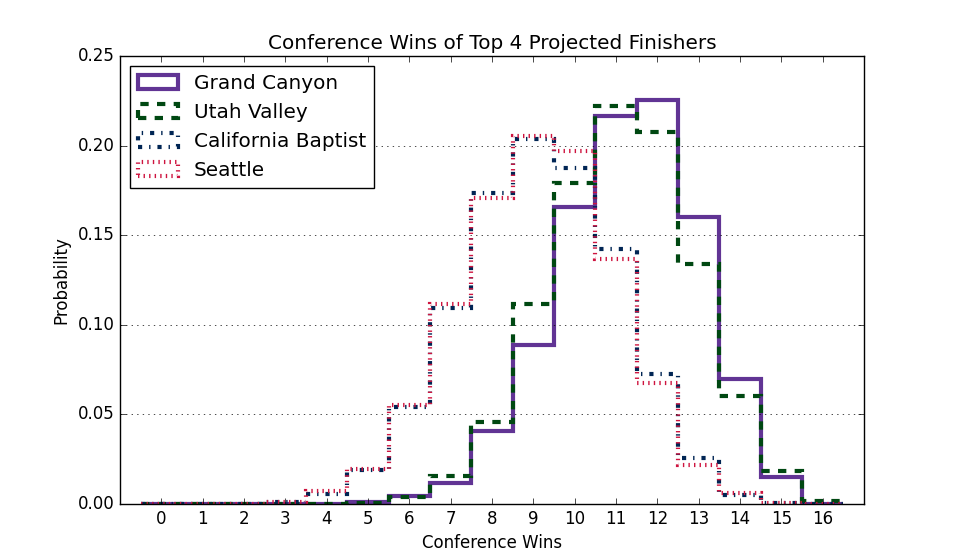 Conference Wins of Top 4 Projected Finishers
0.25
0.20
0.15
0.10
0.05
0.00
Probability
Grand Canyon
Utah Valley
California Baptist
Seattle
0 1 2 3 4 5 6 7 8 9 10 11 12 13 14 15 16
Conference Wins